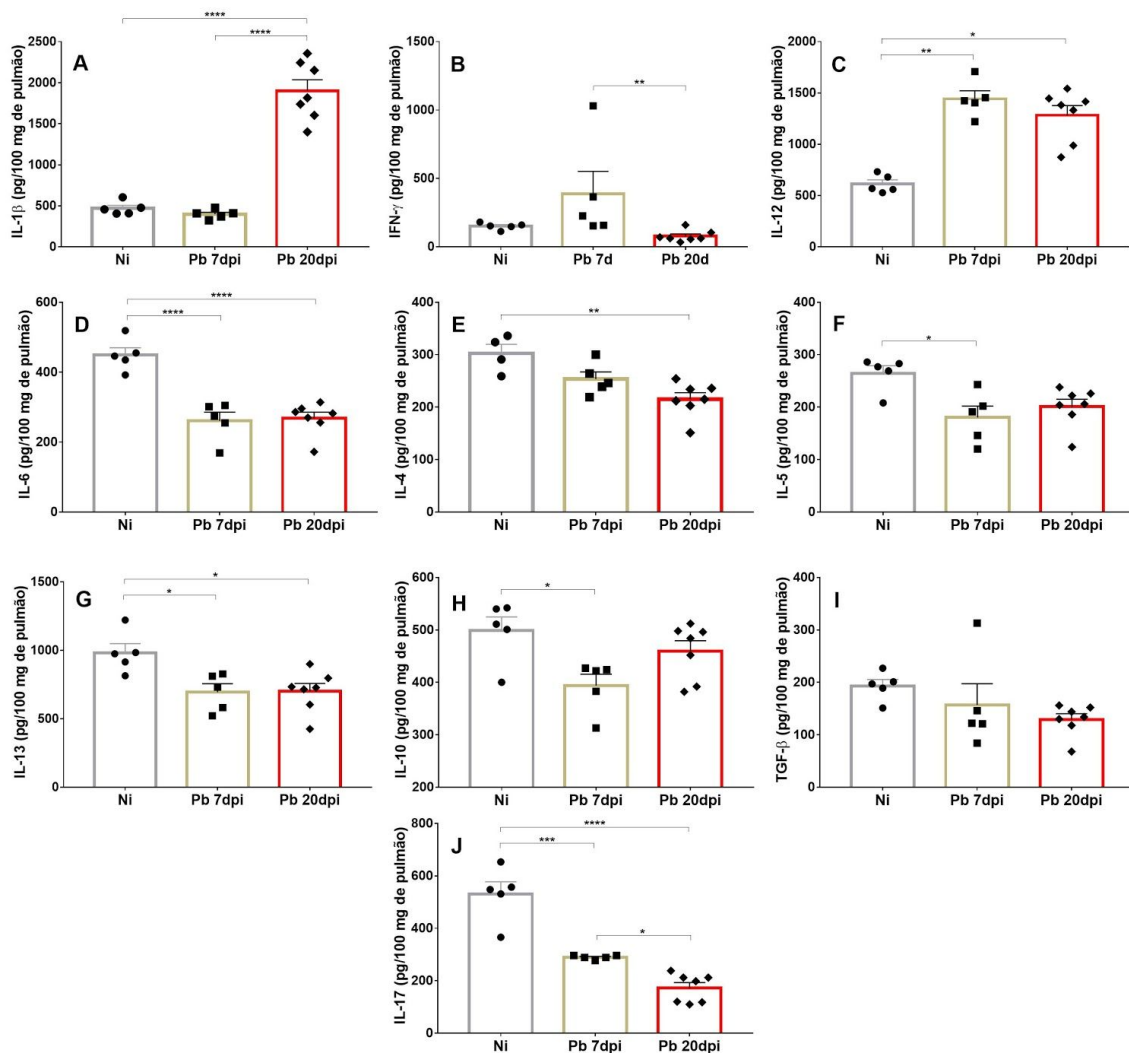 A
IL-1β (pg/100 mg de pulmão)
2500
2000
1500
1000
500
0
****
****
Ni
Pb 7dpi
Pb 20dpi
B
IFN-γ (pg/100 mg de pulmão)
1500
1000
500
0
**
Ni
Pb 7d
Pb 20d
C
IL-12 (pg/100 mg de pulmão)
2000
1500
1000
500
0
*
**
Ni
Pb 7dpi
Pb 20dpi
D
IL-6 (pg/100 mg de pulmão)
600
400
200
0
****
****
Ni
Pb 7dpi
Pb 20dpi
E
IL-4 (pg/100 mg de pulmão)
400
300
200
100
0
**
Ni
Pb 7dpi
Pb 20dpi
F
IL-5 (pg/100 mg de pulmão)
400
300
200
100
0
*
Ni
Pb 7dpi
Pb 20dpi
G
IL-13 (pg/100 mg de pulmão)
1500
1000
500
0
*
*
Ni
Pb 7dpi
Pb 20dpi
H
IL-10 (pg/100 mg de pulmão)
600
500
400
300
200
*
Ni
Pb 7dpi
Pb 20dpi
I
TGF-β (pg/100 mg de pulmão)
400
300
200
100
0
Ni
Pb 7dpi
Pb 20dpi
J
IL-17 (pg/100 mg de pulmão)
800
600
400
200
0
****
***
*
Ni
Pb 7dpi
Pb 20dpi